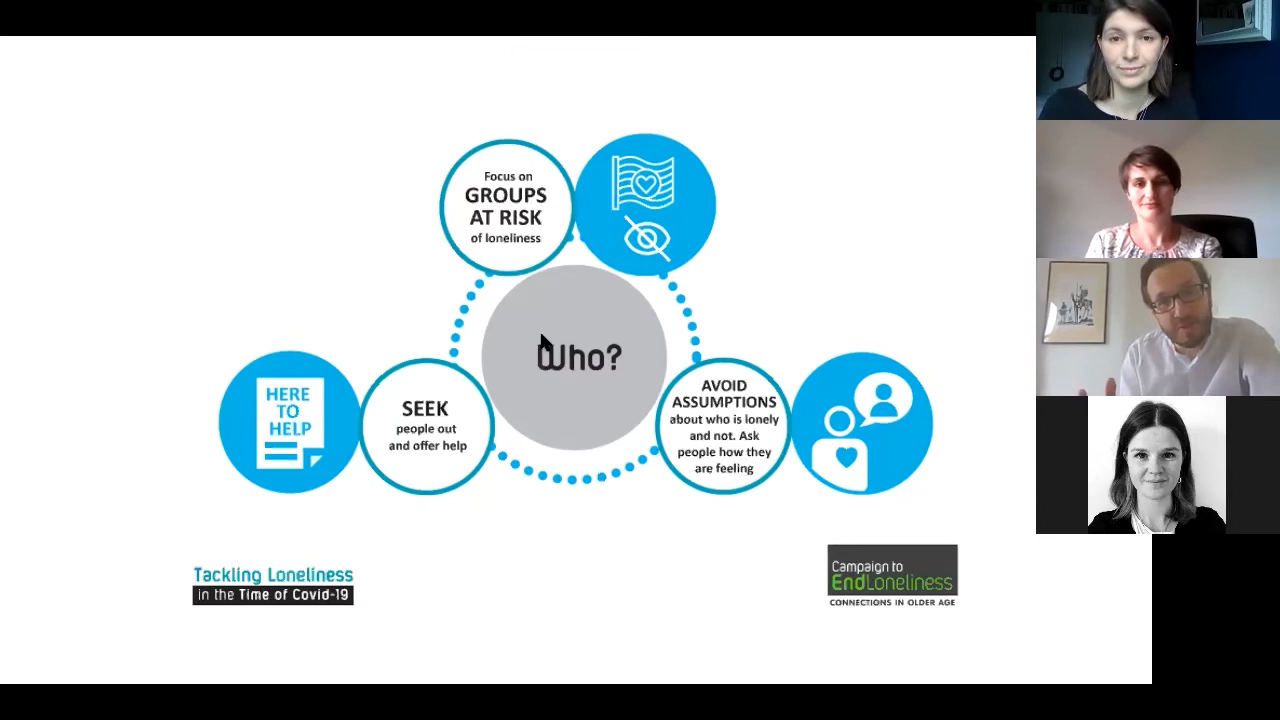 Focus on
GROUPS
AT RISK
of loneliness
Who?
HERE
TO
HELP
SEEK
people out
and offer help
AVOID
ASSUMPTIONS
about who is lonely
and not. Ask
people how they
are feeling
Tackling Loneliness
in the Time of Covid-19
Campaign to
EndLoneliness
CONNECTIONS IN OLDER AGE